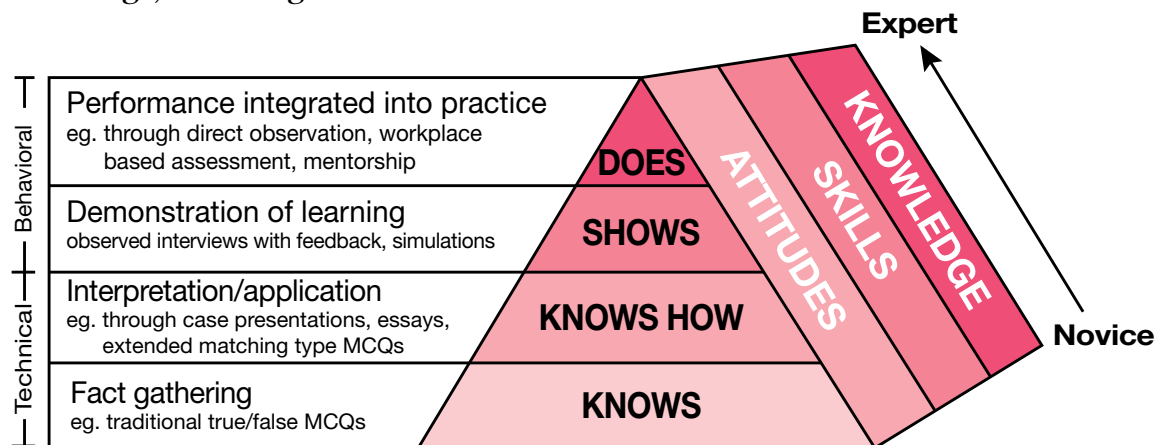 Expert
Performance integrated into practice
eg. through direct observation, workplace
based assessment, mentorship
DOES
Demonstration of learning
observed interviews with feedback, simulations
SHOWS
Interpretation/application
eg. through case presentations, essays,
extended matching type MCQs
KNOWS HOW
Fact gathering
eg. traditional true/false MCQs
KNOWS
Behavioral
Technical
ATTITUDES
SKILLS
KNOWLEDGE
Novice